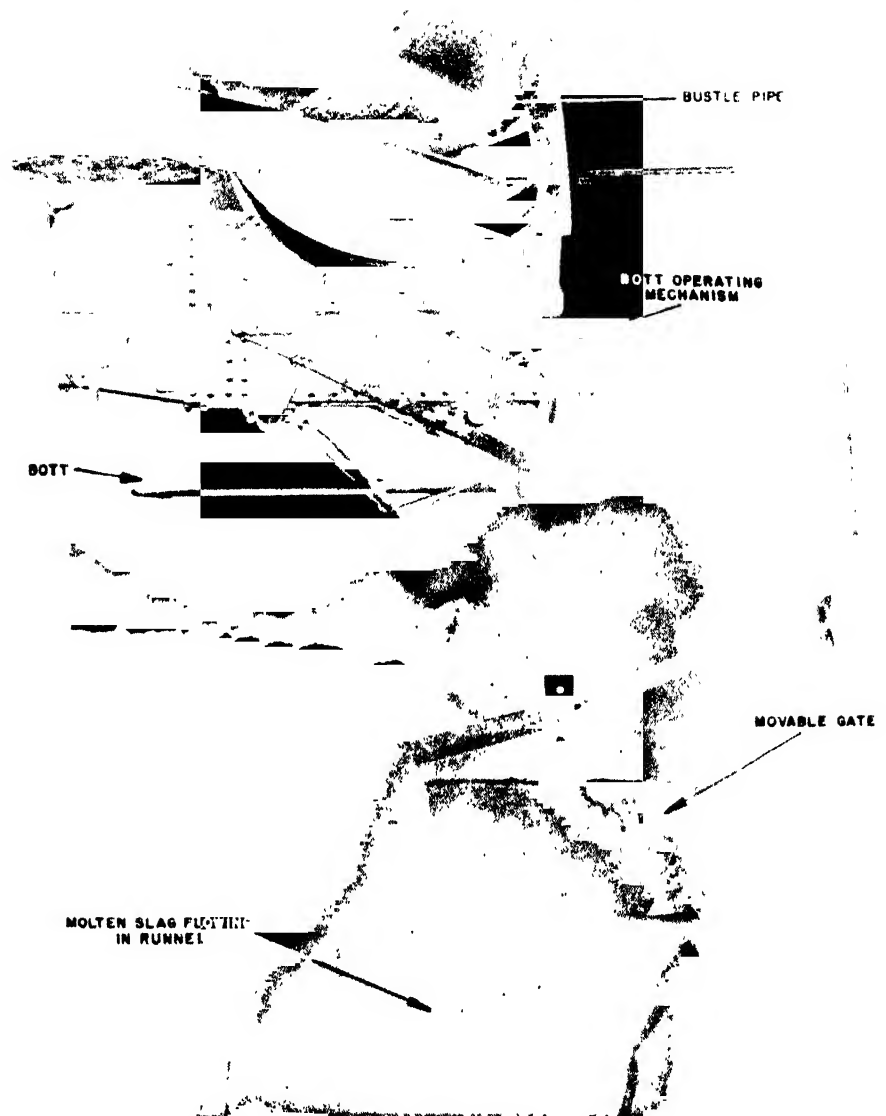 BUSTLE PIPE
BOTT OPERATING
MECHANISM
BOTT
MOVABLE GATE
MOLTEN SLAG
IN RUNNEL